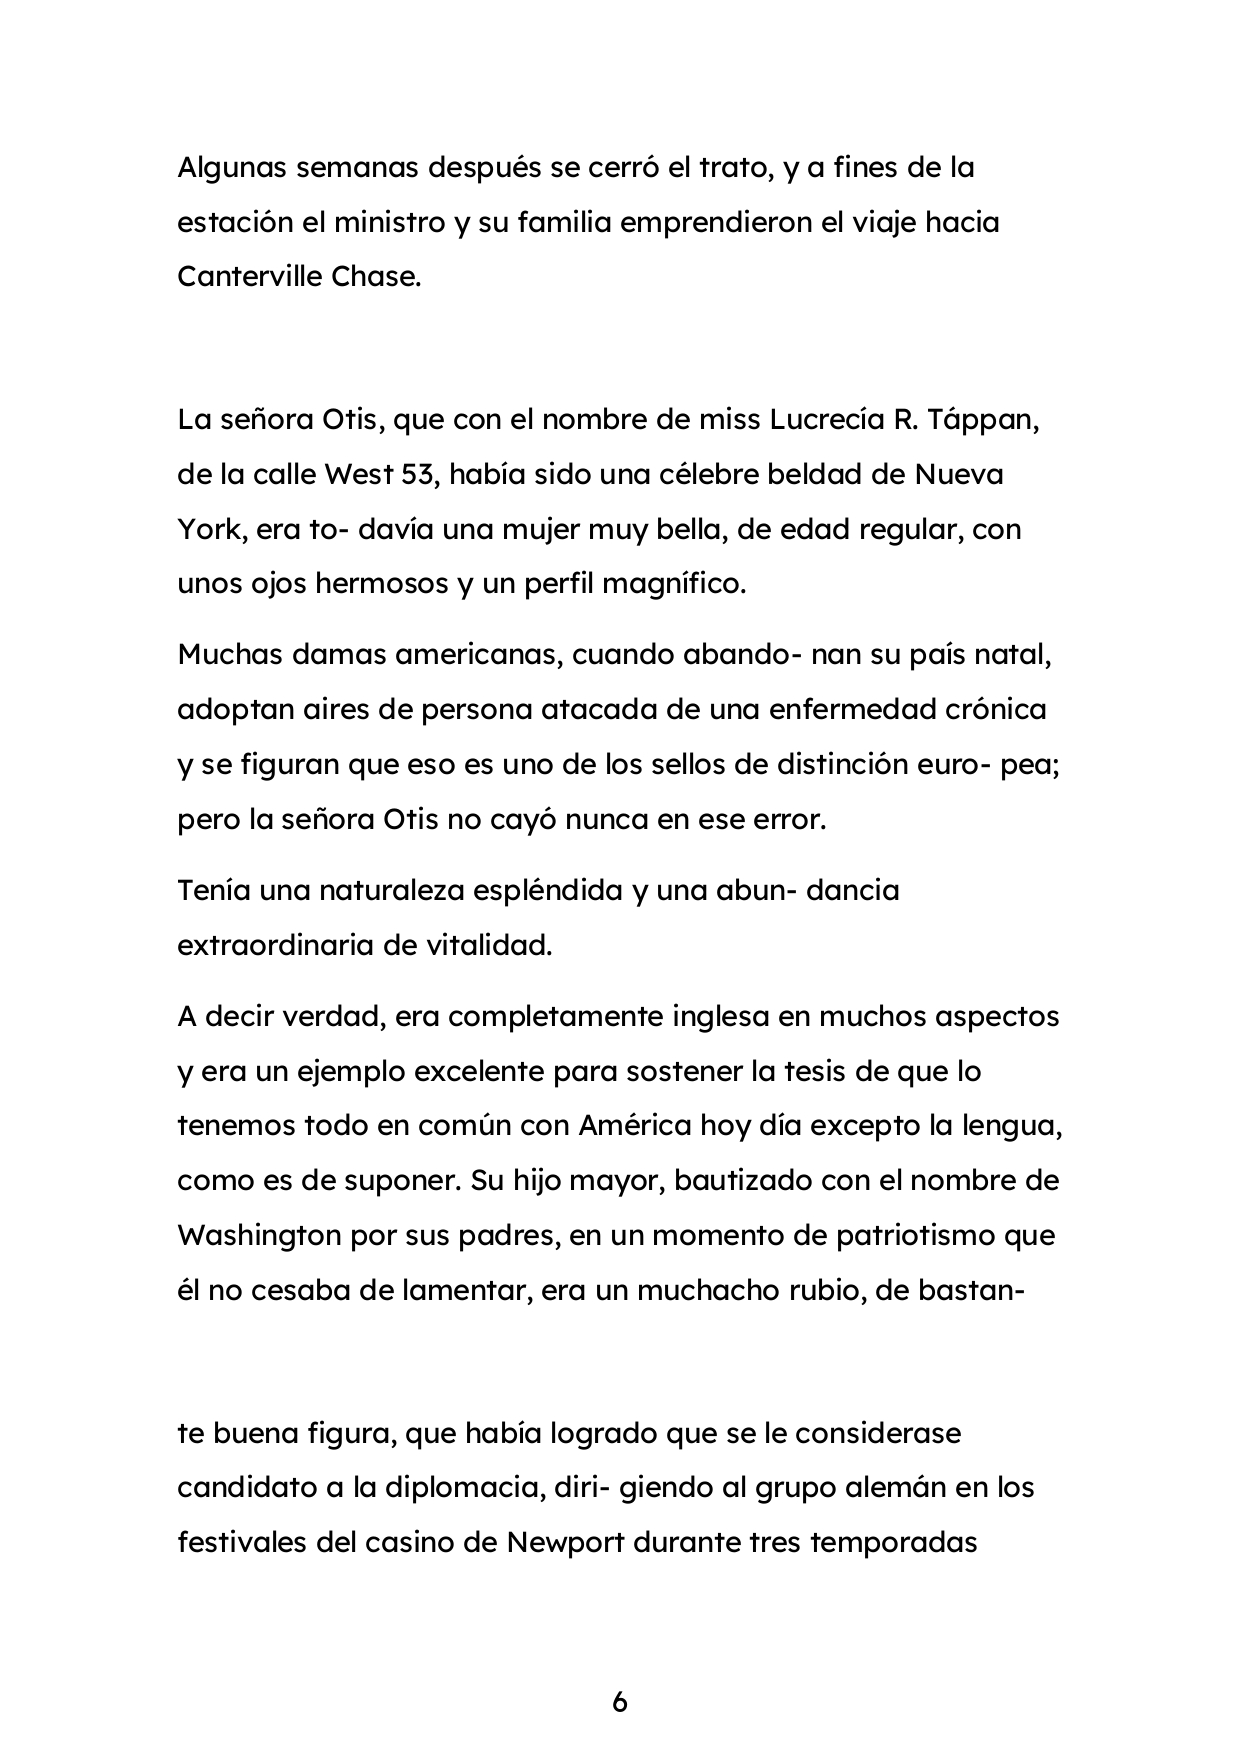 Algunas semanas después se cerró el trato, y a fines de la
estación el ministro y su familia emprendieron el viaje hacia
Canterville Chase.
La señora Otis, que con el nombre de miss Lucrecía R. Táppan,
de la calle West 53, había sido una célebre beldad de Nueva
York, era to- davía una mujer muy bella, de edad regular, con
unos ojos hermosos y un perfil magnífico.
Muchas damas americanas, cuando abando- nan su país natal,
adoptan aires de persona atacada de una enfermedad crónica
y se figuran que eso es uno de los sellos de distinción euro- pea;
pero la señora Otis no cayó nunca en ese error.
Tenía una naturaleza espléndida y una abun- dancia
extraordinaria de vitalidad.
A decir verdad, era completamente inglesa en muchos aspectos
y era un ejemplo excelente para sostener la tesis de que lo
tenemos todo en común con América hoy día excepto la lengua,
como es de suponer. Su hijo mayor, bautizado con el nombre de
Washington por sus padres, en un momento de patriotismo que
él no cesaba de lamentar, era un muchacho rubio, de bastan-
te buena figura, que había logrado que se le considerase
candidato a la diplomacia, diri- giendo al grupo alemán en los
festivales del casino de Newport durante tres temporadas
6